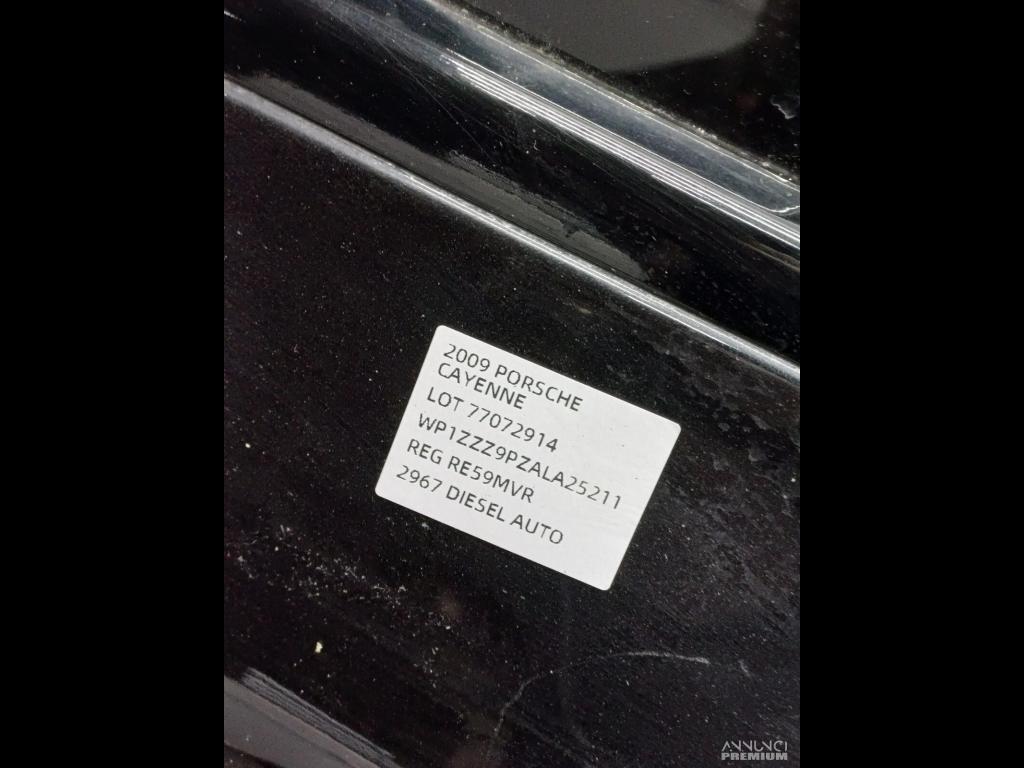 2009 PORSCHE
CAYENNE
LOT 77072914
WP1ZZZ9PZALA25211
REG RE59MVR
2967 DIESEL AUTO
ANNUNCI
PREMIUM